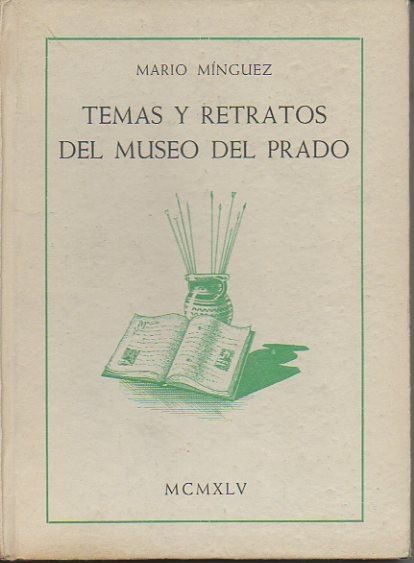 MARIO MÍNGUEZ
TEMAS Y RETRATOS
DEL MUSEO DEL PRADO
MCMXLV